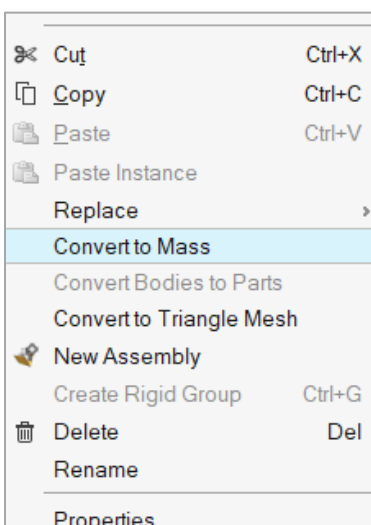 Cut Ctrl+X
Copy Ctrl+C
Paste Ctrl+V
Paste Instance
Replace
Convert to Mass
Convert Bodies to Parts
Convert to Triangle Mesh
New Assembly
Create Rigid Group Ctrl+G
Delete Del
Rename
Properties